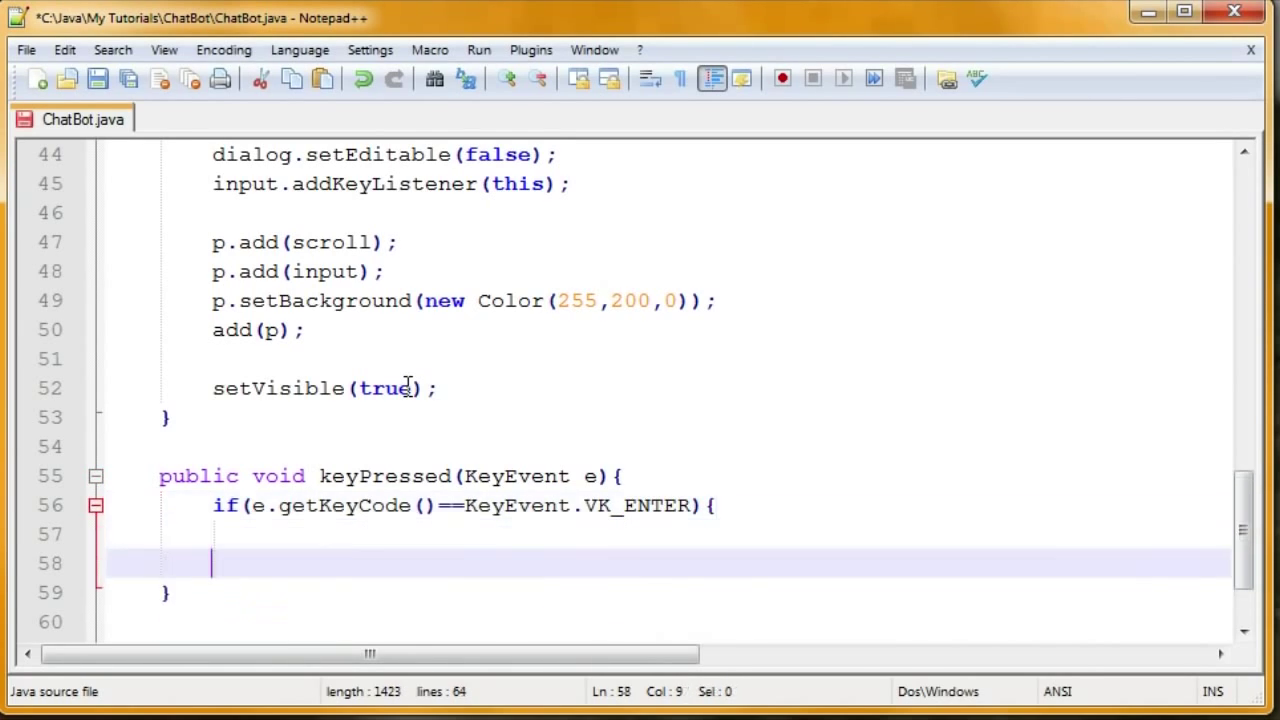 *C:\Java\My Tutorials\ChatBot\ChatBot.java - Notepad++
File Edit Search View Encoding Language Settings Macro Run Plugins Window ? X
ABC
ChatBot.java
44 dialog.setEditable(false);
45 input.addKeyListener(this);
46
47 p.add(scroll);
48 p.add(input);
49 p.setBackground(new Color(255,200,0));
50 add(p);
51
52 setVisible(true);
53 }
54
55 public void keyPressed(KeyEvent e){
56 if(e.getKeyCode()==KeyEvent.VK_ENTER){
57
58
59 }
60
Java source file length : 1423 lines : 64 Ln : 58 Col : 9 Sel : 0 Dos\Windows ANSI INS